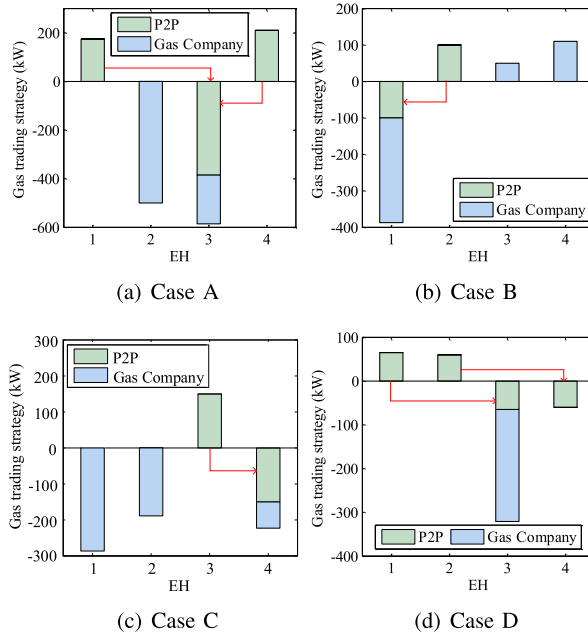 P2P
Gas Company
Gas trading strategy (kW)
200
0
-200
-400
-600
1 2 3 4
EH
(a) Case A
P2P
Gas Company
Gas trading strategy (kW)
100
0
-100
-200
-300
-400
1 2 3 4
EH
(b) Case B
P2P
Gas Company
Gas trading strategy (kW)
300
200
100
0
-100
-200
-300
1 2 3 4
EH
(c) Case C
P2P Gas Company
Gas trading strategy (kW)
100
0
-100
-200
-300
-400
1 2 3 4
EH
(d) Case D